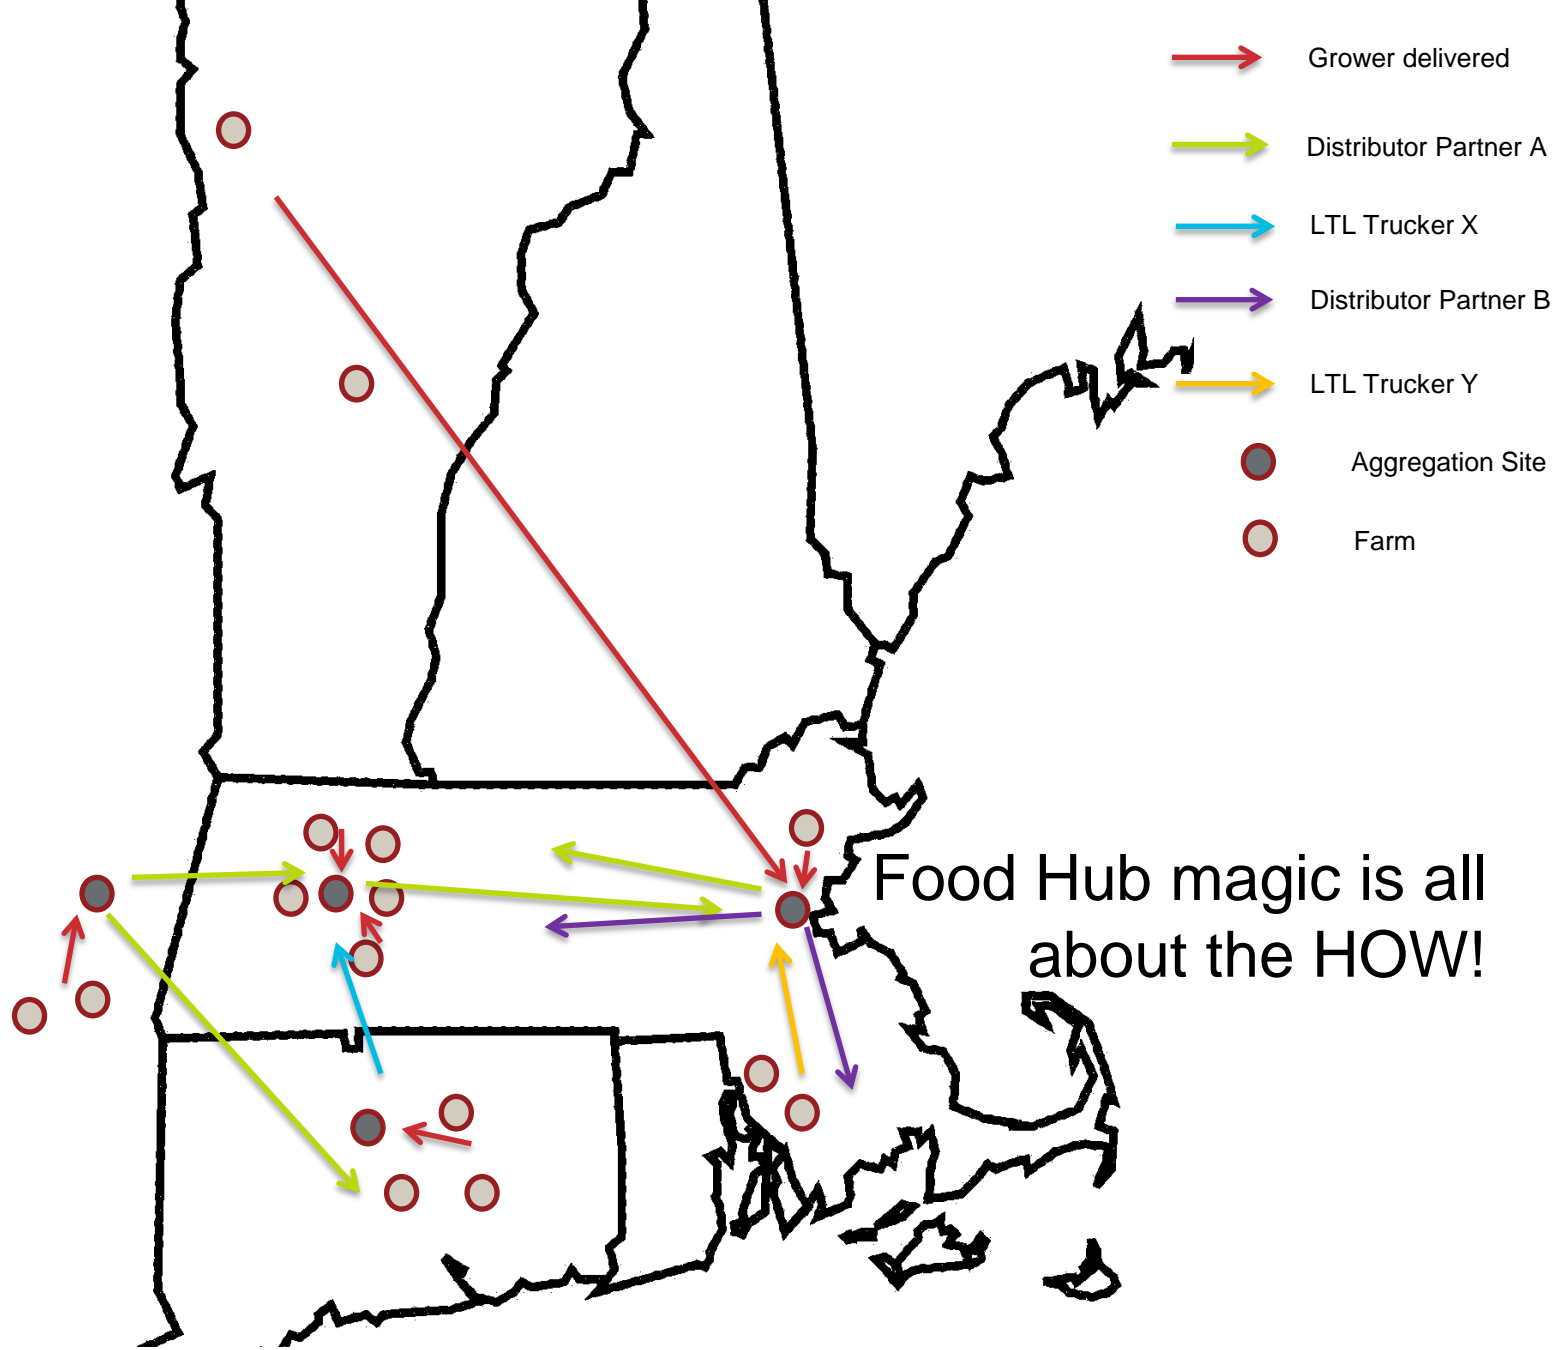 Grower delivered
Distributor Partner A
LTL Trucker X
Distributor Partner B
LTL Trucker Y
Aggregation Site
Farm
Food Hub magic is all
about the HOW!